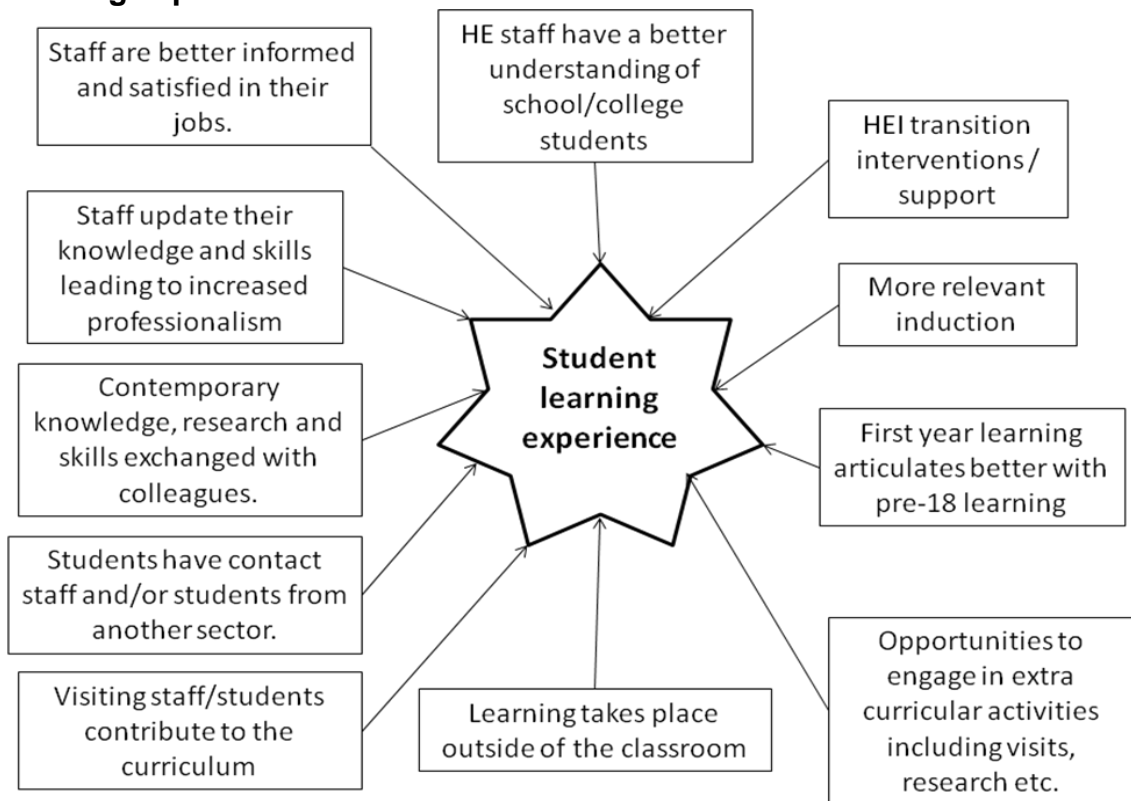 Staff are better informed
and satisfied in their
jobs.
HE staff have a better
understanding of
school/college
students
HEI transition
interventions /
support
Staff update their
knowledge and skills
leading to increased
professionalism
More relevant
induction
Student
learning
experience
Contemporary
knowledge, research and
skills exchanged with
colleagues.
First year learning
articulates better with
pre-18 learning
Students have contact
staff and/or students from
another sector.
Opportunities to
engage in extra
curricular activities
including visits,
research etc.
Visiting staff/students
contribute to the
curriculum
Learning takes place
outside of the classroom